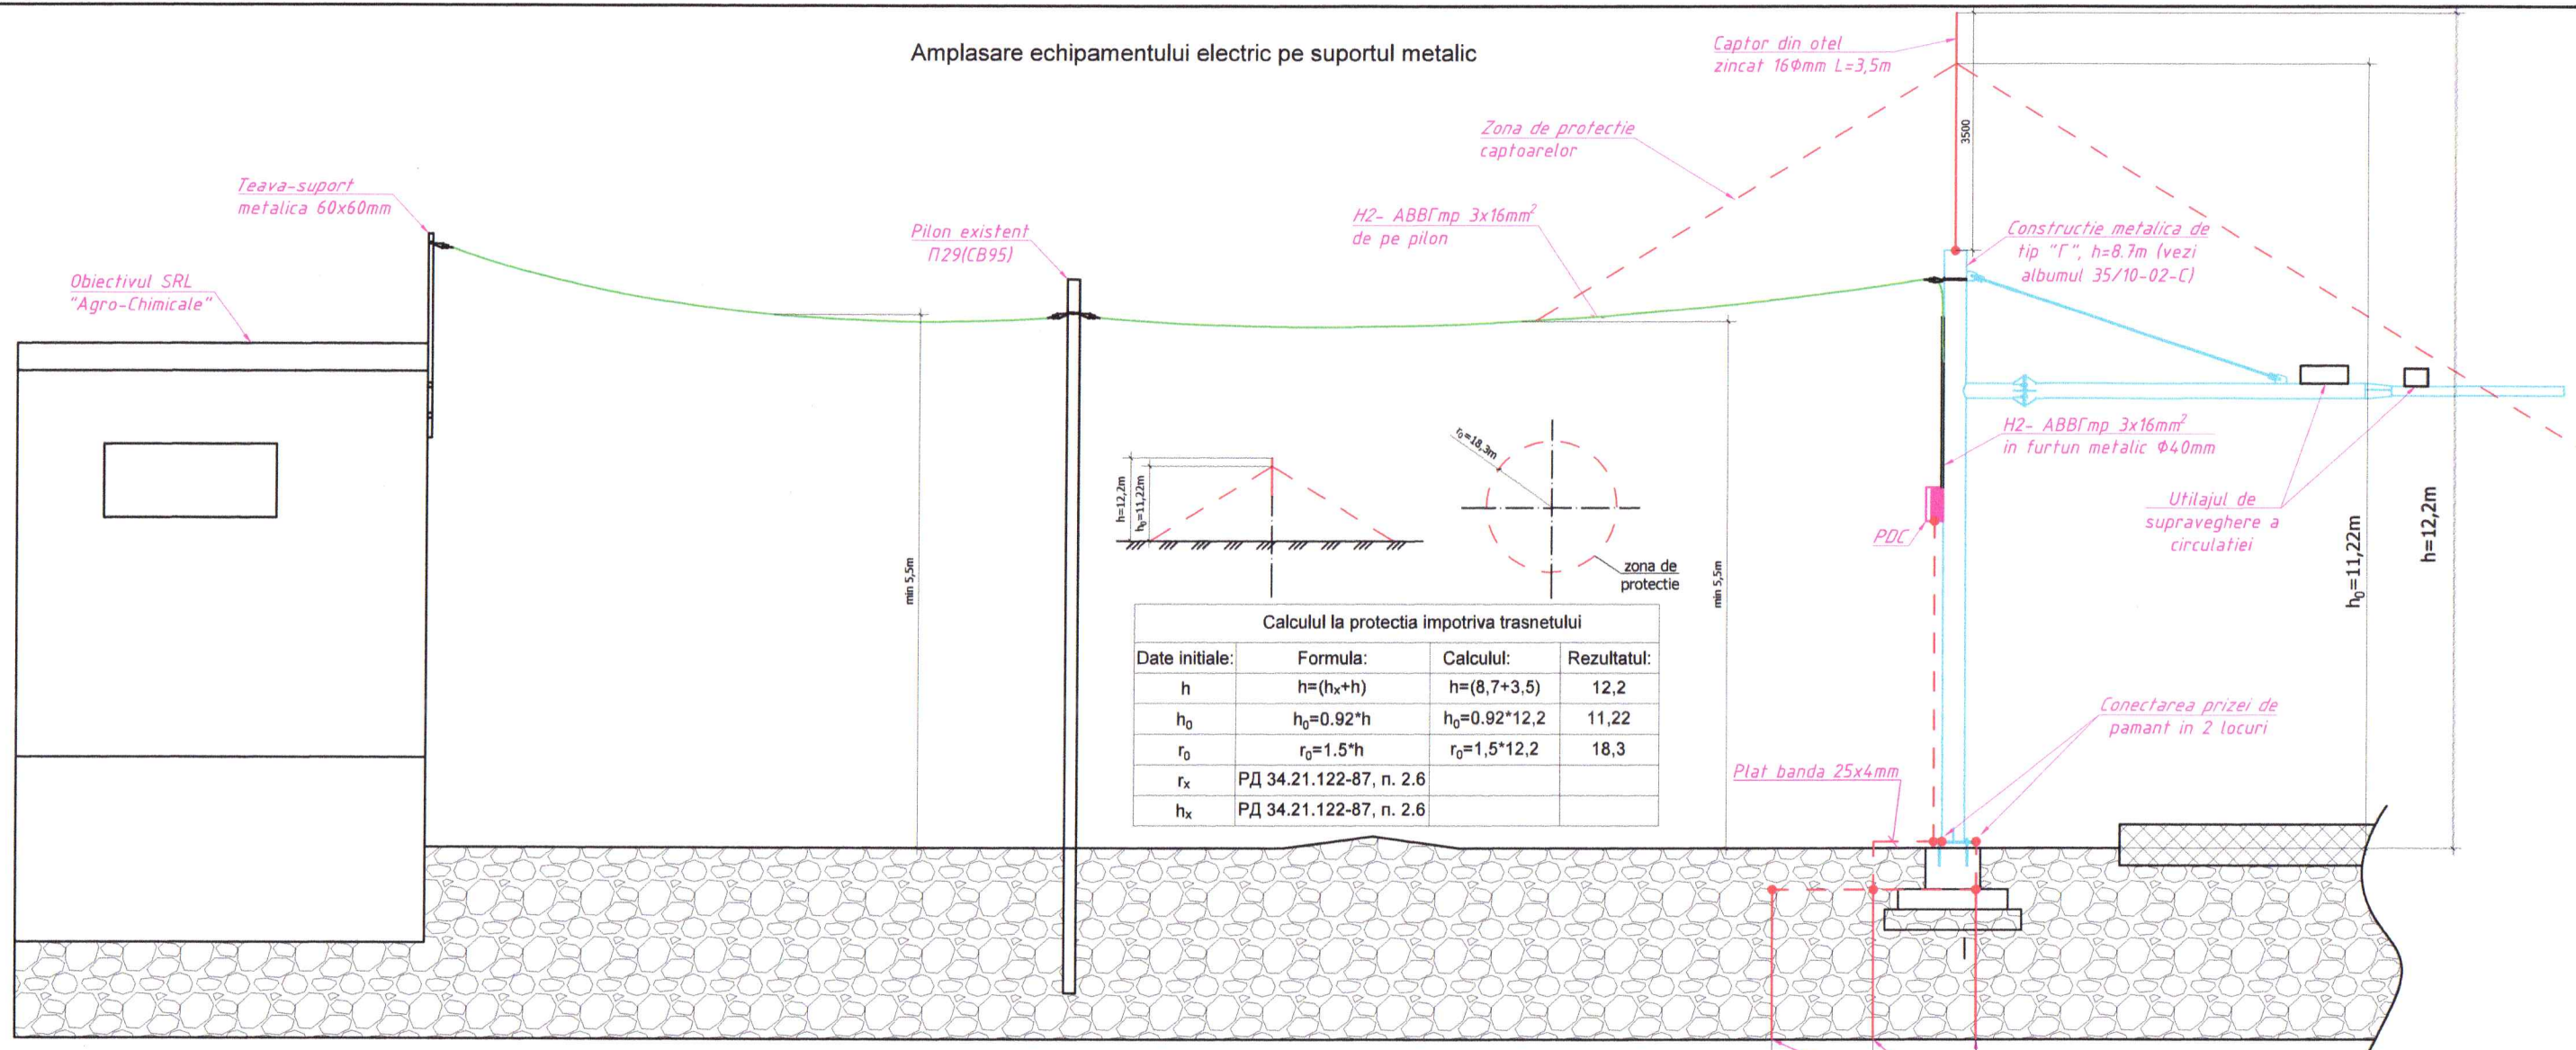 Amplasare echipamentului electric pe suportul metalic
Captor din otel
zincat 16Φmm L=3,5m
Zona de protectie
captoarelor
3500
Teava-suport
metalica 60x60mm
H2- АВВГтр 3x16mm²
de pe pilon
Pilon existent
П29(СВ95)
Constructie metalica de
tip "Г", h=8.7m (vezi
albumul 35/10-02-C)
Obiectivul SRL
"Agro-Chimicale"
H2- АВВГтр 3x16mm²
in furtun metalic Φ40mm
r₀=18,3m
h=12,2m
h₀=11,22m
Utilajul de
supraveghere a
circulatiei
PDC
h₀=11,22m
h=12,2m
min 5,5m
zona de
protectie
min 5,5m
Calculul la protectia impotriva trasnetului
Date initiale: Formula: Calculul: Rezultatul:
h h=(hₓ+h) h=(8,7+3,5) 12,2
h₀ h₀=0.92*h h₀=0.92*12,2 11,22
r₀ r₀=1.5*h r₀=1,5*12,2 18,3
rₓ РД 34.21.122-87, п. 2.6
hₓ РД 34.21.122-87, п. 2.6
Conectarea prizei de
pamant in 2 locuri
Plat banda 25x4mm